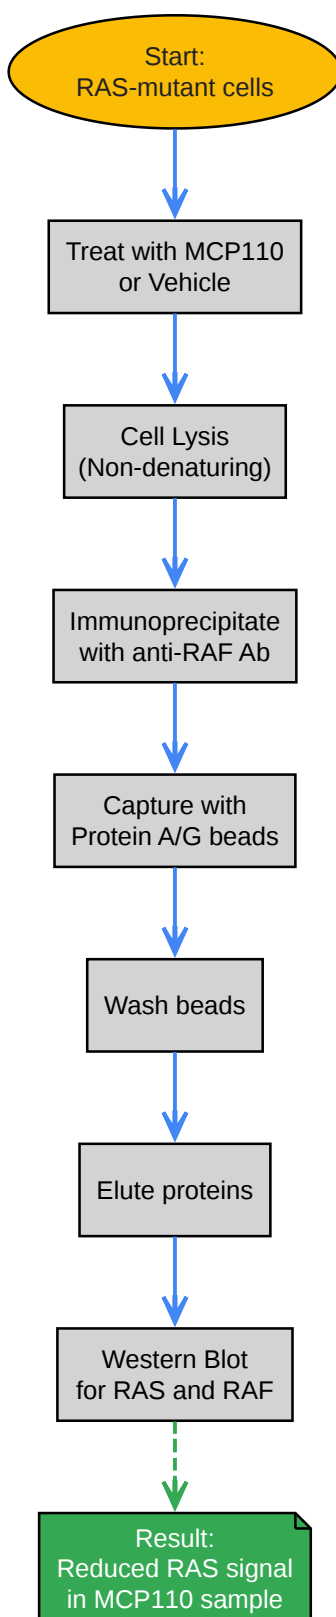 Start:
RAS-mutant cells
Treat with MCP110
or Vehicle
Cell Lysis
(Non-denaturing)
Immunoprecipitate
with anti-RAF Ab
Capture with
Protein A/G beads
Wash beads
Elute proteins
Western Blot
for RAS and RAF
Result:
Reduced RAS signal
in MCP110 sample